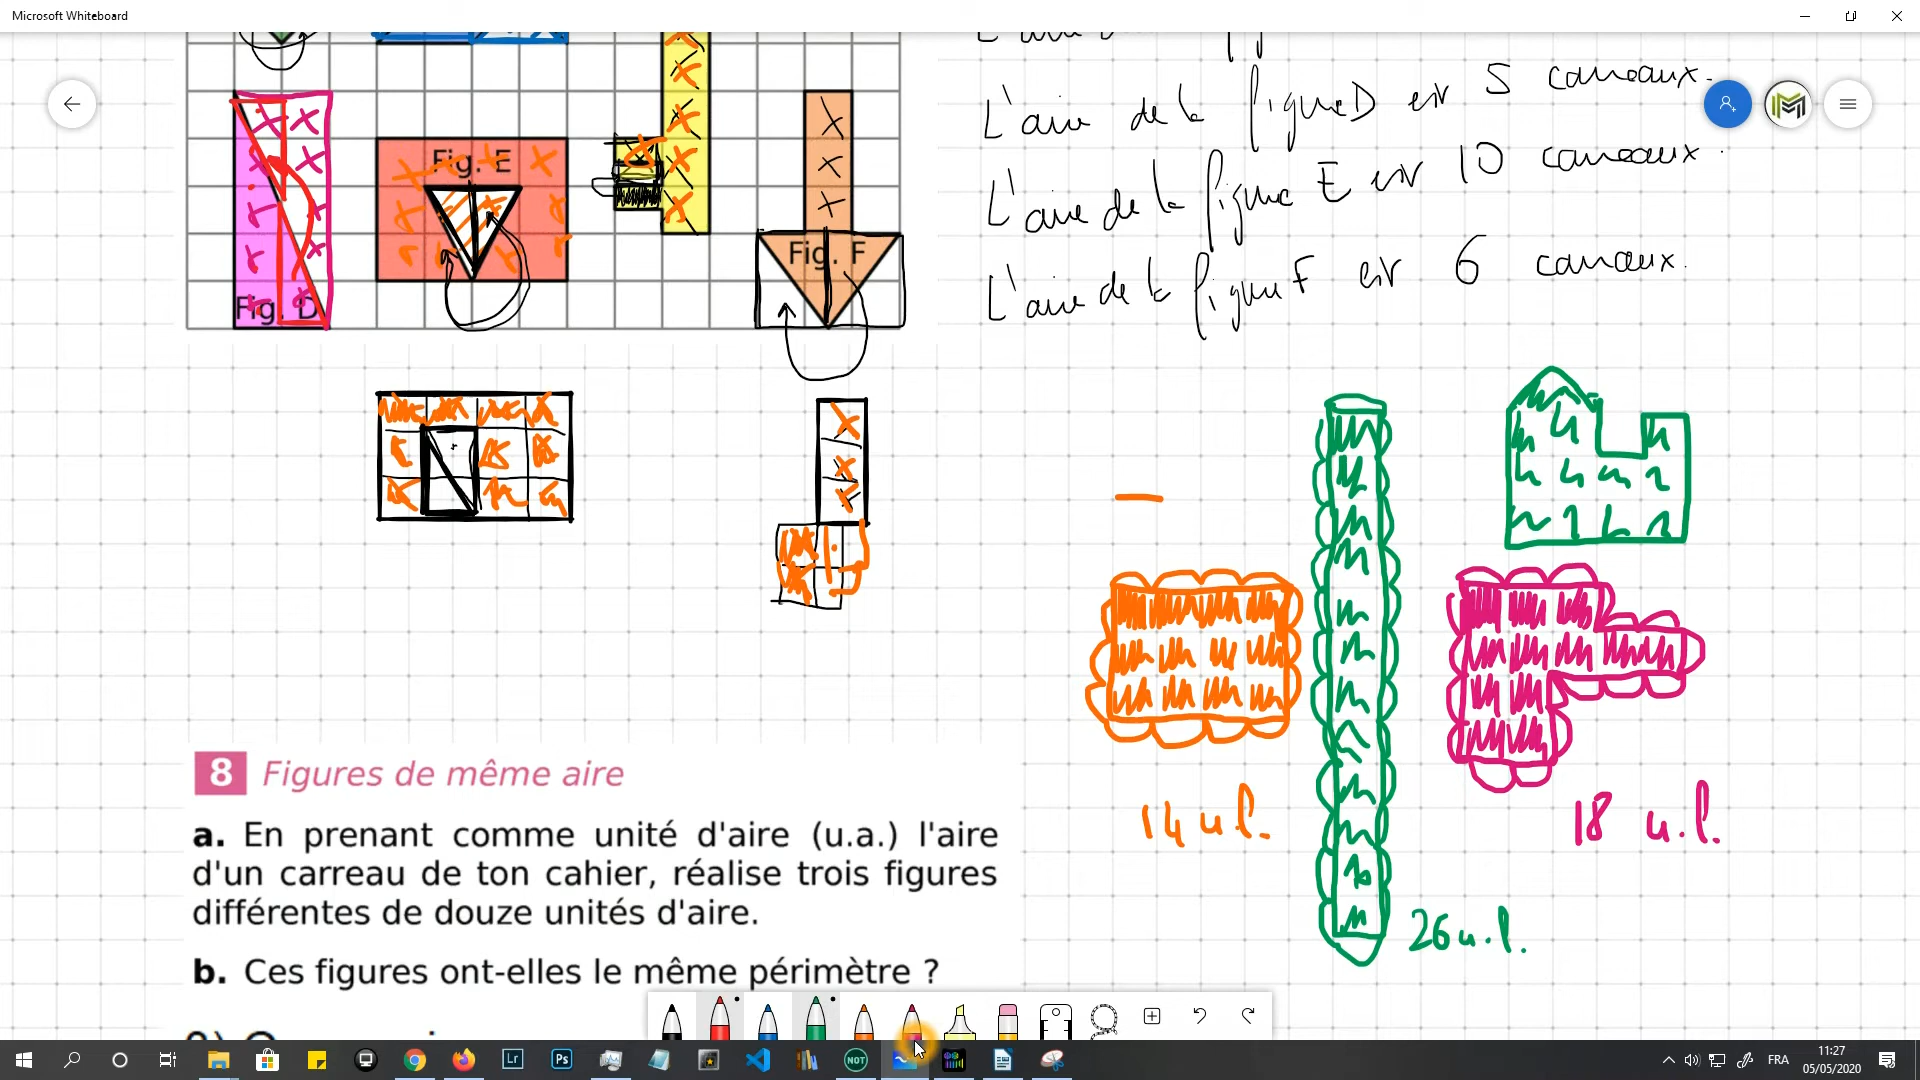 Microsoft Whiteboard
L'aire de la figure D est 5 carreaux.
L'aire de la figure E est 10 carreaux.
L'aire de la figure F est 6 carreaux.
Fig. E
Fig. F
Fig. D
14 u.l.
18 u.l.
26 u.l.
8 Figures de même aire
a. En prenant comme unité d'aire (u.a.) l'aire
d'un carreau de ton cahier, réalise trois figures
différentes de douze unités d'aire.
b. Ces figures ont-elles le même périmètre ?
Lr
Ps
NOT
FRA
11:27
05/05/2020